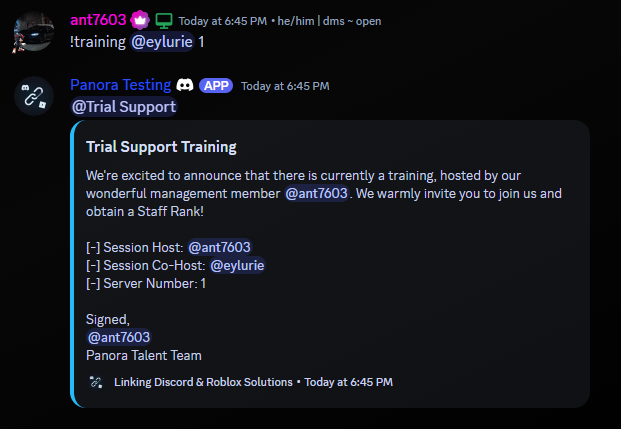 ant7603 Today at 6:45 PM • he/him | dms ~ open
!training @eylurie 1
Panora Testing APP Today at 6:45 PM
@Trial Support
Trial Support Training
We're excited to announce that there is currently a training, hosted by our
wonderful management member @ant7603. We warmly invite you to join us and
obtain a Staff Rank!
[-] Session Host: @ant7603
[-] Session Co-Host: @eylurie
[-] Server Number: 1
Signed,
@ant7603
Panora Talent Team
Linking Discord & Roblox Solutions • Today at 6:45 PM